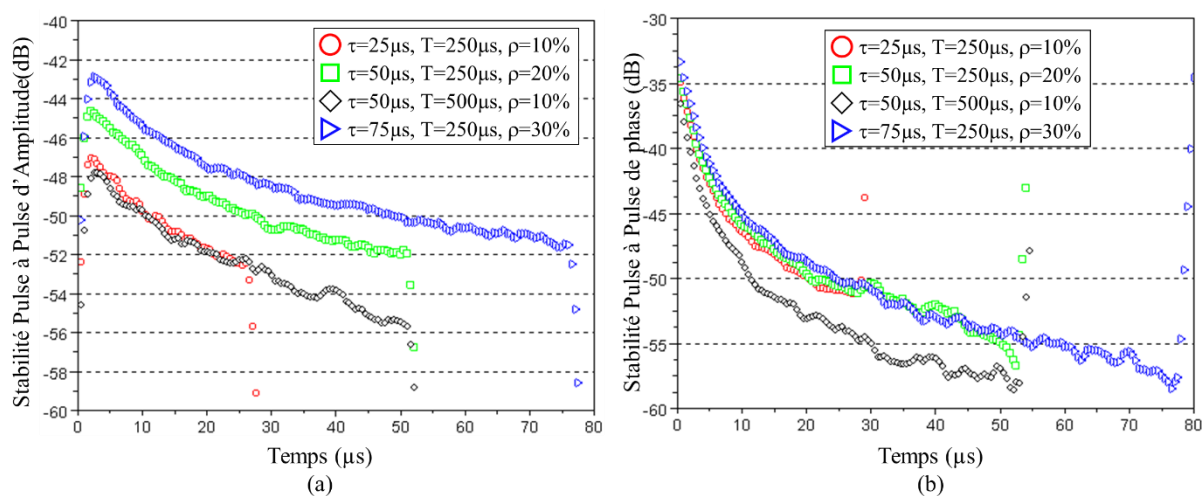 Stabilité Pulse à Pulse d'Amplitude(dB)
-40
-42
-44
-46
-48
-50
-52
-54
-56
-58
-60
τ=25µs, T=250µs, ρ=10%
τ=50µs, T=250µs, ρ=20%
τ=50µs, T=500µs, ρ=10%
τ=75µs, T=250µs, ρ=30%
0 10 20 30 40 50 60 70 80
Temps (µs)
(a)
Stabilité Pulse à Pulse de phase (dB)
-30
-35
-40
-45
-50
-55
-60
τ=25µs, T=250µs, ρ=10%
τ=50µs, T=250µs, ρ=20%
τ=50µs, T=500µs, ρ=10%
τ=75µs, T=250µs, ρ=30%
0 10 20 30 40 50 60 70 80
Temps (µs)
(b)